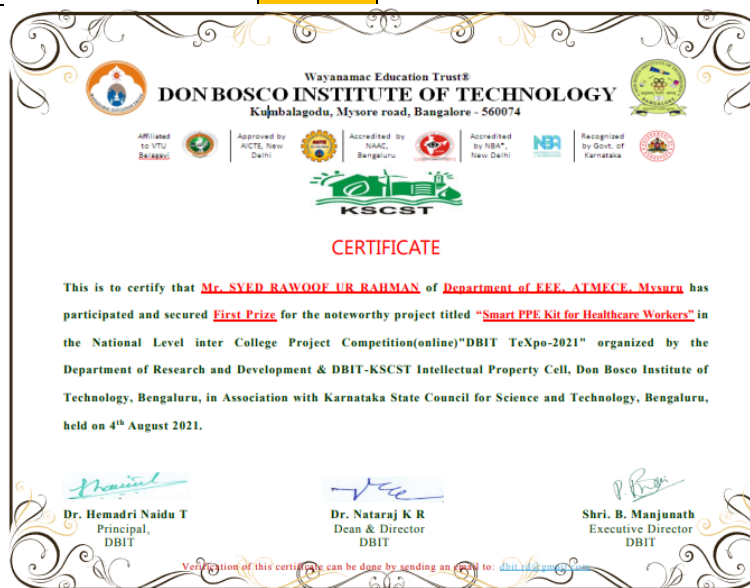 Wayanamac Education Trust®
DON BOSCO INSTITUTE OF TECHNOLOGY
Kumbalagodu, Mysore road, Bangalore - 560074
Affiliated to VTU Belagavi
Approved by AICTE, New Delhi
Accredited by NAAC, Bengaluru
Accredited by NBA*, New Delhi
NBA
Recognized by Govt. of Karnataka
KSCST
CERTIFICATE
This is to certify that Mr. SYED RAWOOF UR RAHMAN of Department of EEE, ATMECE, Mysuru has
participated and secured First Prize for the noteworthy project titled “Smart PPE Kit for Healthcare Workers” in
the National Level inter College Project Competition(online)"DBIT TeXpo-2021" organized by the
Department of Research and Development & DBIT-KSCST Intellectual Property Cell, Don Bosco Institute of
Technology, Bengaluru, in Association with Karnataka State Council for Science and Technology, Bengaluru,
held on 4th August 2021.
Dr. Hemadri Naidu T
Principal,
DBIT
Dr. Nataraj K R
Dean & Director
DBIT
Shri. B. Manjunath
Executive Director
DBIT
Verification of this certificate can be done by sending an email to: dbit.rd@gmail.com